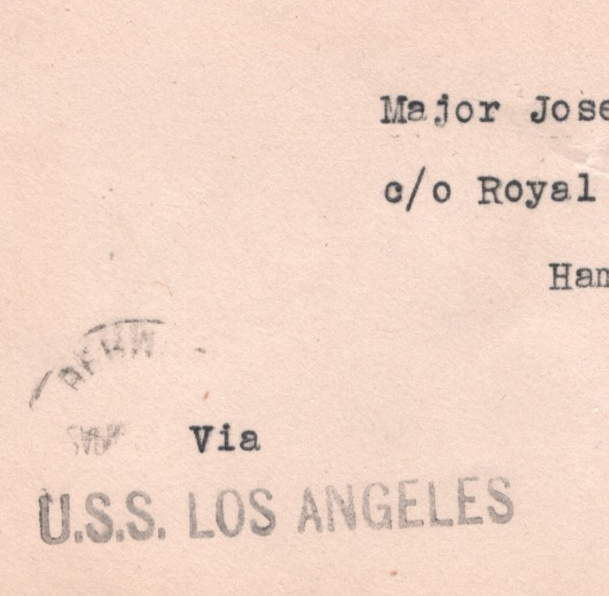 Major Jose
c/o Royal
Ham
Via
U.S.S. LOS ANGELES